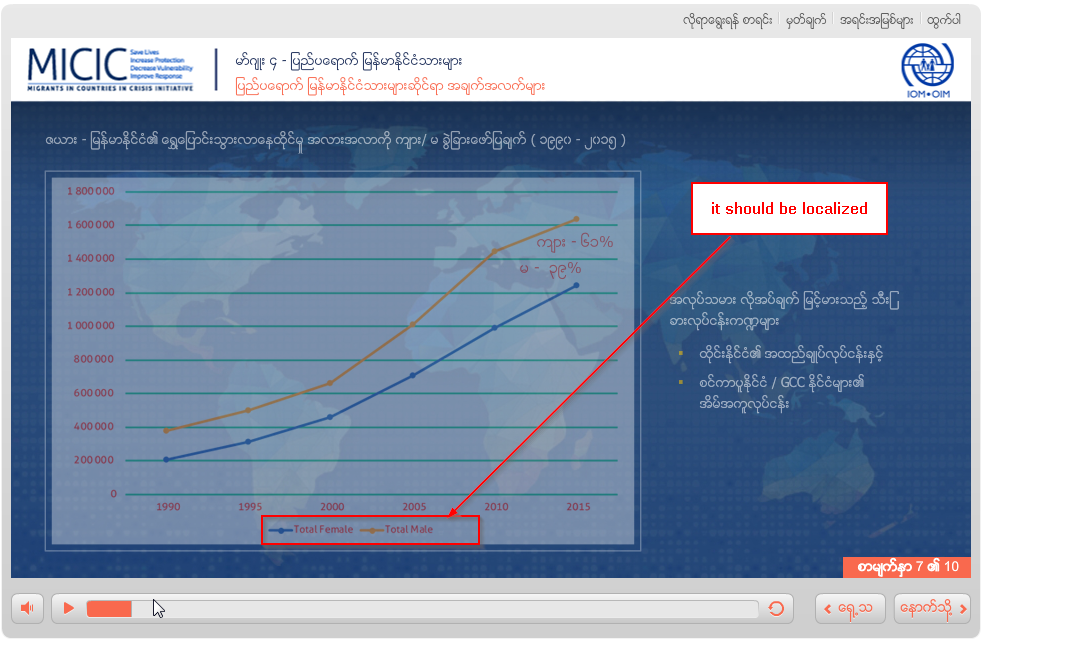 လိုရာရွေးရန် စာရင်း
မှတ်ချက်
အရင်းအမြစ်များ
ထွက်ပါ
MICIC
Save Lives
Increase Protection
Decrease Vulnerability
Improve Response
MIGRANTS IN COUNTRIES IN CRISIS INITIATIVE
မော်ဂျူး ၄ - ပြည်ပရောက် မြန်မာနိုင်ငံသားများ
ပြည်ပရောက် မြန်မာနိုင်ငံသားများဆိုင်ရာ အချက်အလက်များ
IOM•OIM
ဇယား - မြန်မာနိုင်ငံ၏ ရွှေ့ပြောင်းသွားလာနေထိုင်မှု အလားအလာကို ကျား/ မ ခွဲခြားဖော်ပြချက် ( ၁၉၉၀ - ၂၀၁၅ )
1 800 000
1 600 000
1 400 000
1 200 000
1 000 000
800 000
600 000
400 000
200 000
0
ကျား - ၆၁%
မ - ၃၉%
1990 1995 2000 2005 2010 2015
Total Female Total Male
it should be localized
အလုပ်သမား လိုအပ်ချက် မြင့်မားသည့် သီးခြ
ားလုပ်ငန်းကဏ္ဍများ
ထိုင်းနိုင်ငံ၏ အထည်ချုပ်လုပ်ငန်းနှင့်
စင်ကာပူနိုင်ငံ / GCC နိုင်ငံများ၏
အိမ်အကူလုပ်ငန်း
စာမျက်နှာ 7 ၏ 10
ရှေ့သို့
နောက်သို့